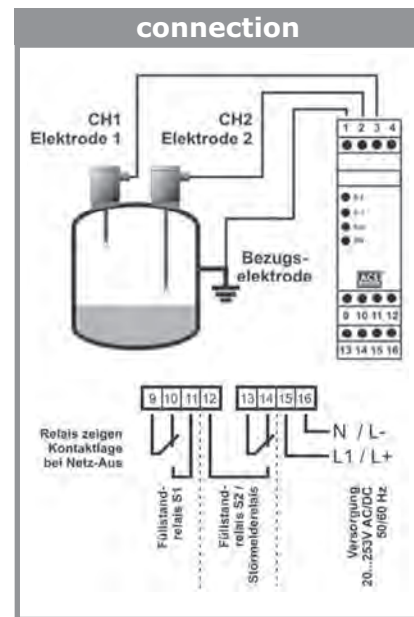 connection
CH1
Elektrode 1
CH2
Elektrode 2
1 2 3 4
Bezugs-
elektrode
9 10 11 12
13 14 15 16
9 10 11 12 13 14 15 16
Relais zeigen
Kontaktlage
bei Netz-Aus
N / L-
L1 / L+
Füllstand-
relais S1
Füllstand-
relais S2 /
Störmelderelais
Versorgung
20...253V AC/DC
50/60 Hz